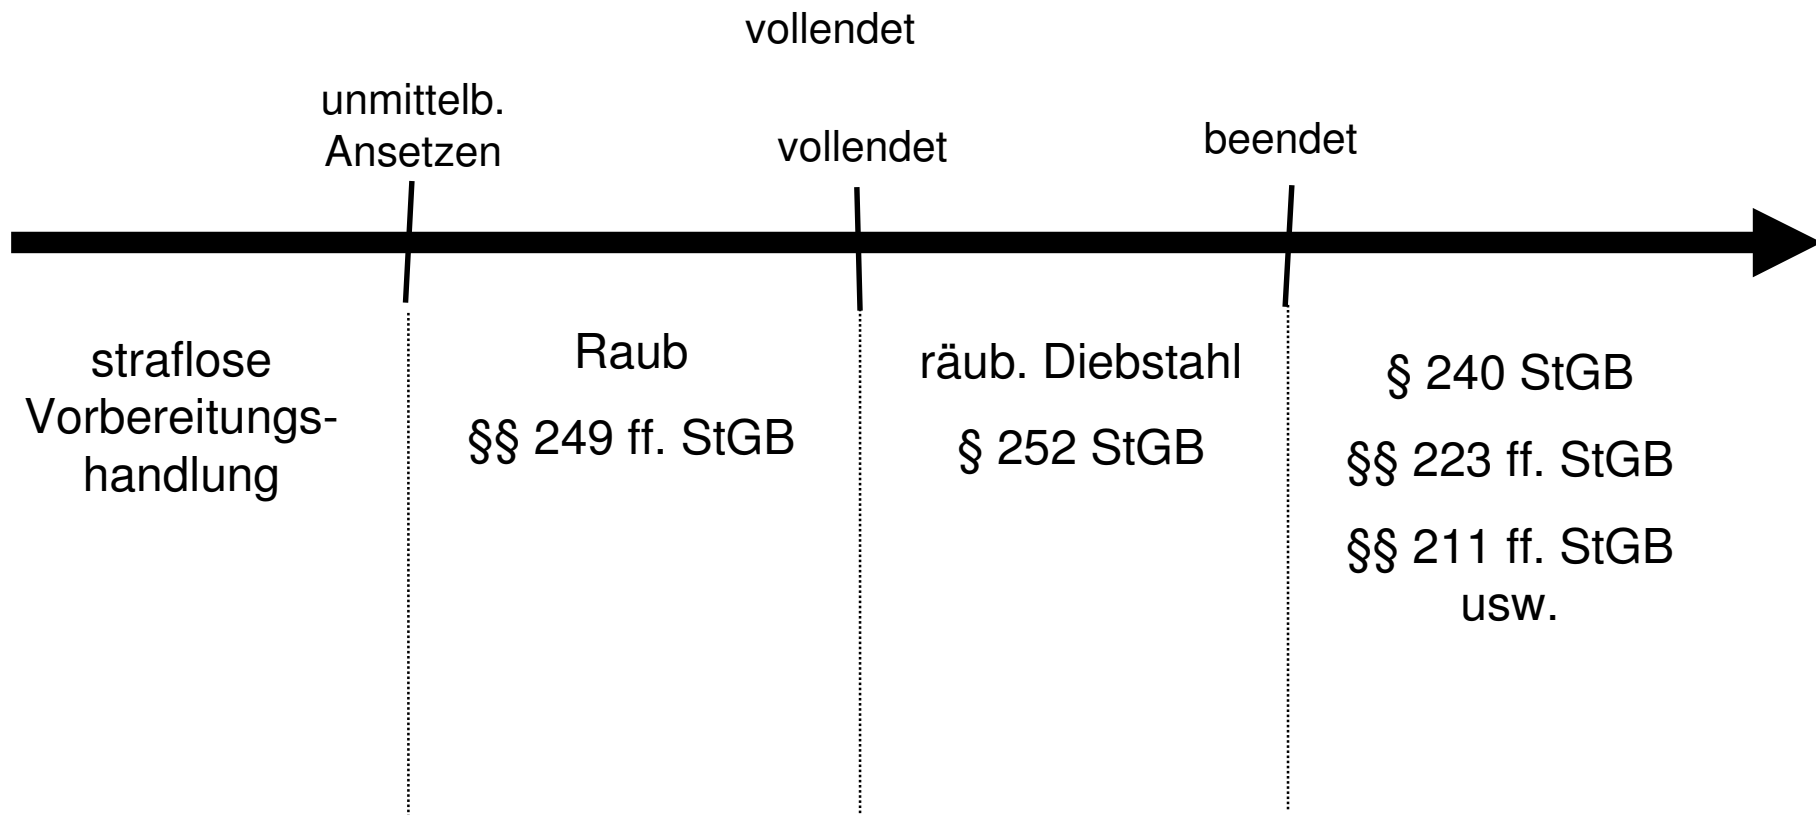 vollendet
unmittelb.
Ansetzen
vollendet
beendet
straflose
Vorbereitungs-
handlung
Raub
§§ 249 ff. StGB
räub. Diebstahl
§ 252 StGB
§ 240 StGB
§§ 223 ff. StGB
§§ 211 ff. StGB
usw.